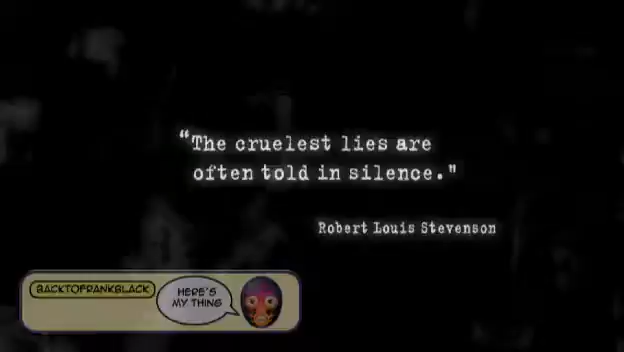 "The cruelest lies are
often told in silence."
Robert Louis Stevenson
BACKTOFRANKBLACK
HERE'S
MY THING